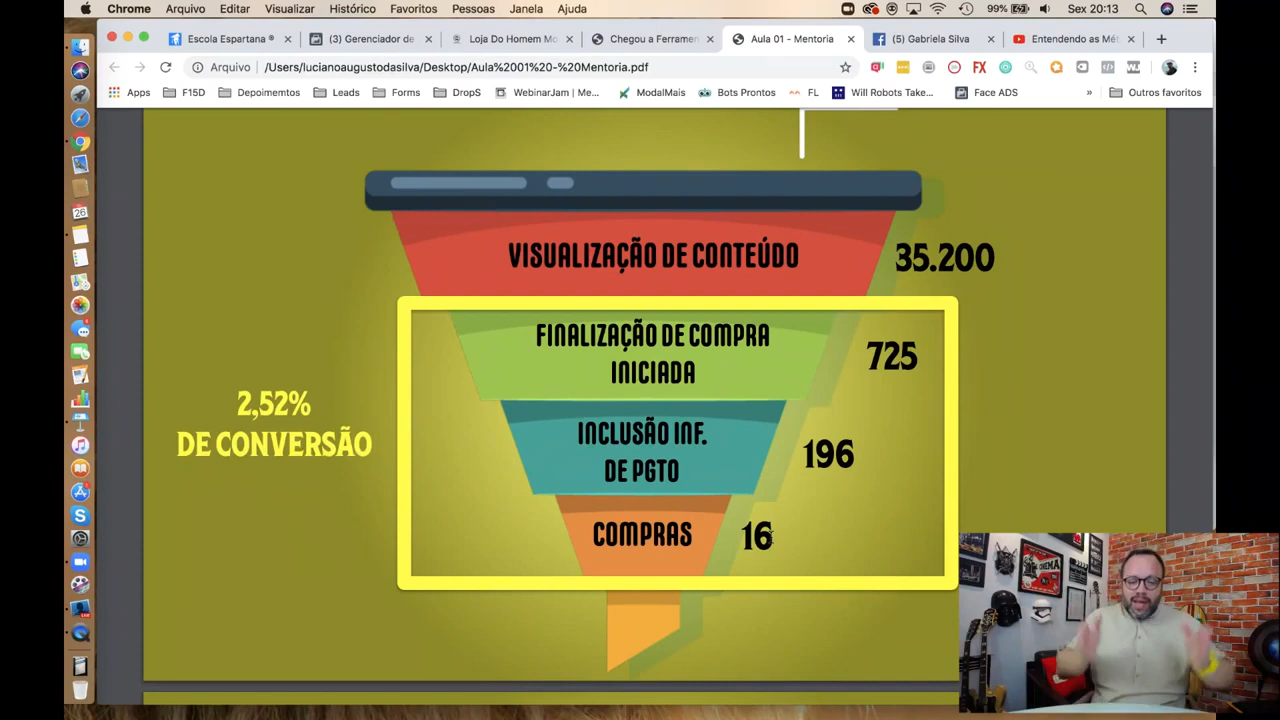 Chrome Arquivo Editar Visualizar Histórico Favoritos Pessoas Janela Ajuda 99% Sex 20:13
Escola Espartana ® (3) Gerenciador de Loja Do Homem Mo Chegou a Ferramen Aula 01 - Mentoria (5) Gabriela Silva Entendendo as Mét
Arquivo /Users/lucianoaugustodasilva/Desktop/Aula%2001%20-%20Mentoria.pdf
Apps F15D Depoimentos Leads Forms DropS WebinarJam | Me... ModalMais Bots Prontos FL Will Robots Take... Face ADS » Outros favoritos
VISUALIZAÇÃO DE CONTEÚDO
35.200
FINALIZAÇÃO DE COMPRA
INICIADA
725
2,52%
DE CONVERSÃO
INCLUSÃO INF.
DE PGTO
196
COMPRAS
16
CINEMA